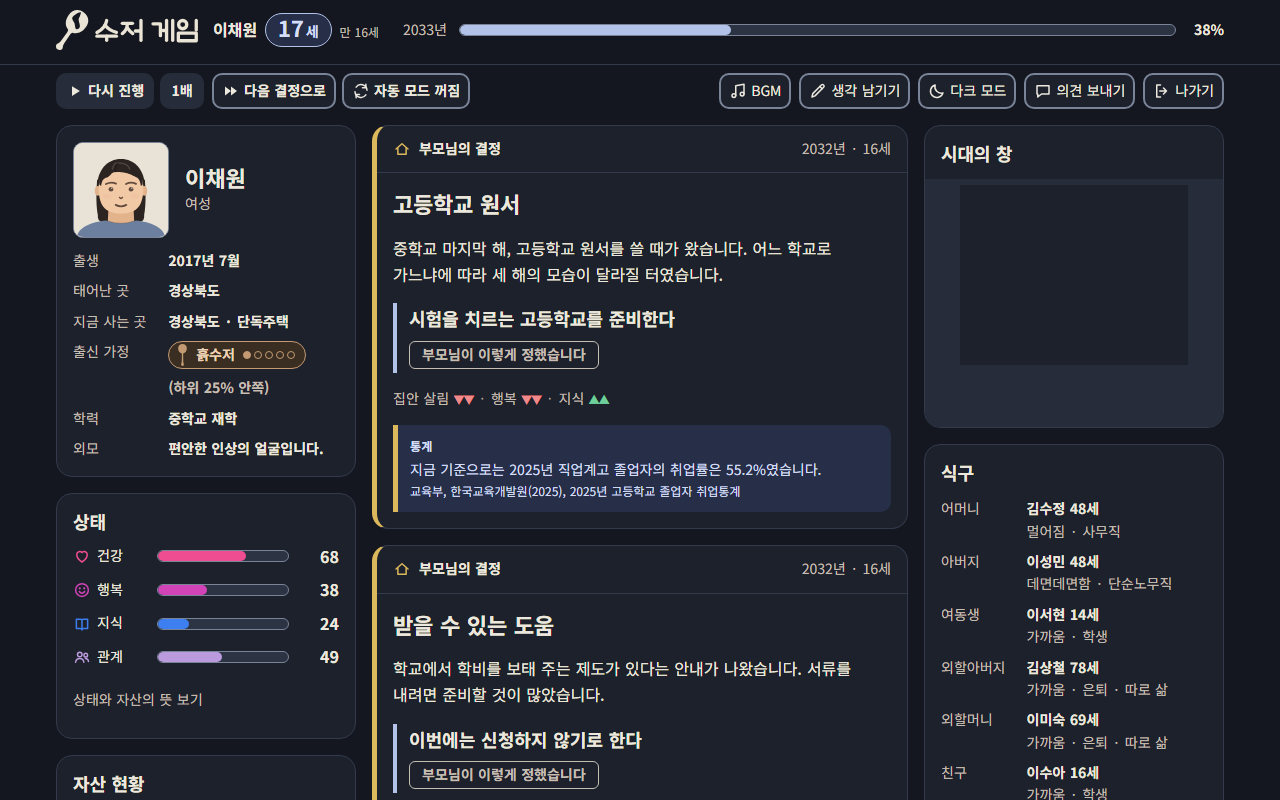 수저 게임 이채원 17세 만 16세 2033년 38%
다시 진행 1배 다음 결정으로 자동 모드 꺼짐 BGM 생각 남기기 다크 모드 의견 보내기 나가기
이채원
여성
출생 2017년 7월
태어난 곳 경상북도
지금 사는 곳 경상북도 · 단독주택
출신 가정 흙수저
(하위 25% 안쪽)
학력 중학교 재학
외모 편안한 인상의 얼굴입니다.
상태
건강 68
행복 38
지식 24
관계 49
상태와 자산의 뜻 보기
자산 현황
부모님의 결정 2032년 · 16세
고등학교 원서
중학교 마지막 해, 고등학교 원서를 쓸 때가 왔습니다. 어느 학교로
가느냐에 따라 세 해의 모습이 달라질 터였습니다.
시험을 치르는 고등학교를 준비한다
부모님이 이렇게 정했습니다
집안 살림 ▼▼ · 행복 ▼▼ · 지식 ▲▲
통계
지금 기준으로는 2025년 직업계고 졸업자의 취업률은 55.2%였습니다.
교육부, 한국교육개발원(2025), 2025년 고등학교 졸업자 취업통계
부모님의 결정 2032년 · 16세
받을 수 있는 도움
학교에서 학비를 보태 주는 제도가 있다는 안내가 나왔습니다. 서류를
내려면 준비할 것이 많았습니다.
이번에는 신청하지 않기로 한다
부모님이 이렇게 정했습니다
시대의 창
식구
어머니 김수정 48세
멀어짐 · 사무직
아버지 이성민 48세
데면데면함 · 단순노무직
여동생 이서현 14세
가까움 · 학생
외할아버지 김상철 78세
가까움 · 은퇴 · 따로 삶
외할머니 이미숙 69세
가까움 · 은퇴 · 따로 삶
친구 이수아 16세
가까움 · 학생